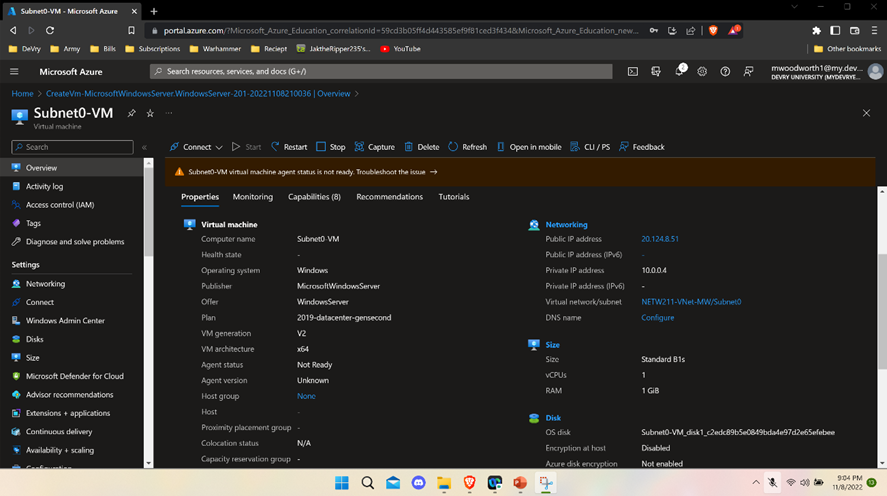 Subnet0-VM - Microsoft Azure
portal.azure.com/?Microsoft_Azure_Education_correlationId=59cd3b05ff4d443585ef9f81ced3f434&Microsoft_Azure_Education_new...
DeVry Army Bills Subscriptions Warhammer Reciept JaktheRipper235's... YouTube Other bookmarks
Microsoft Azure Search resources, services, and docs (G+/) 2 mwoodworth1@my.dev...
DEVRY UNIVERSITY (MYDEVRYE...
Home > CreateVm-MicrosoftWindowsServer.WindowsServer-201-20221108210036 | Overview >
Subnet0-VM
Virtual machine
Search «
Connect Start Restart Stop Capture Delete Refresh Open in mobile CLI / PS Feedback
Overview
Activity log
Access control (IAM)
Tags
Diagnose and solve problems
Settings
Networking
Connect
Windows Admin Center
Disks
Size
Microsoft Defender for Cloud
Advisor recommendations
Extensions + applications
Continuous delivery
Availability + scaling
Configuration
Subnet0-VM virtual machine agent status is not ready. Troubleshoot the issue →
Properties Monitoring Capabilities (8) Recommendations Tutorials
Virtual machine
Computer name Subnet0-VM
Health state -
Operating system Windows
Publisher MicrosoftWindowsServer
Offer WindowsServer
Plan 2019-datacenter-gensecond
VM generation V2
VM architecture x64
Agent status Not Ready
Agent version Unknown
Host group None
Host -
Proximity placement group -
Colocation status N/A
Capacity reservation group -
Networking
Public IP address 20.124.8.51
Public IP address (IPv6) -
Private IP address 10.0.0.4
Private IP address (IPv6) -
Virtual network/subnet NETW211-VNet-MW/Subnet0
DNS name Configure
Size
Size Standard B1s
vCPUs 1
RAM 1 GiB
Disk
OS disk Subnet0-VM_disk1_c2edc89b5e0849bda4e97d2e65efebee
Encryption at host Disabled
Azure disk encryption Not enabled
9:04 PM
11/8/2022